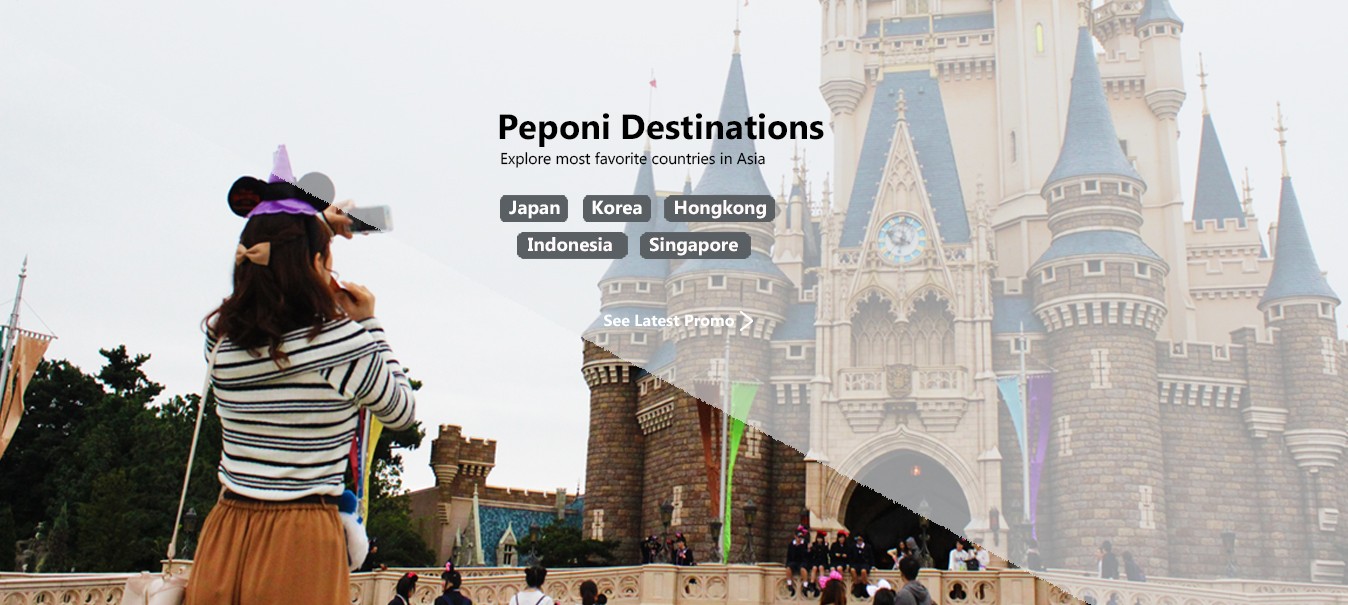 Peponi Destinations
Explore most favorite countries in Asia
Japan Korea Hongkong
Indonesia Singapore
See Latest Promo